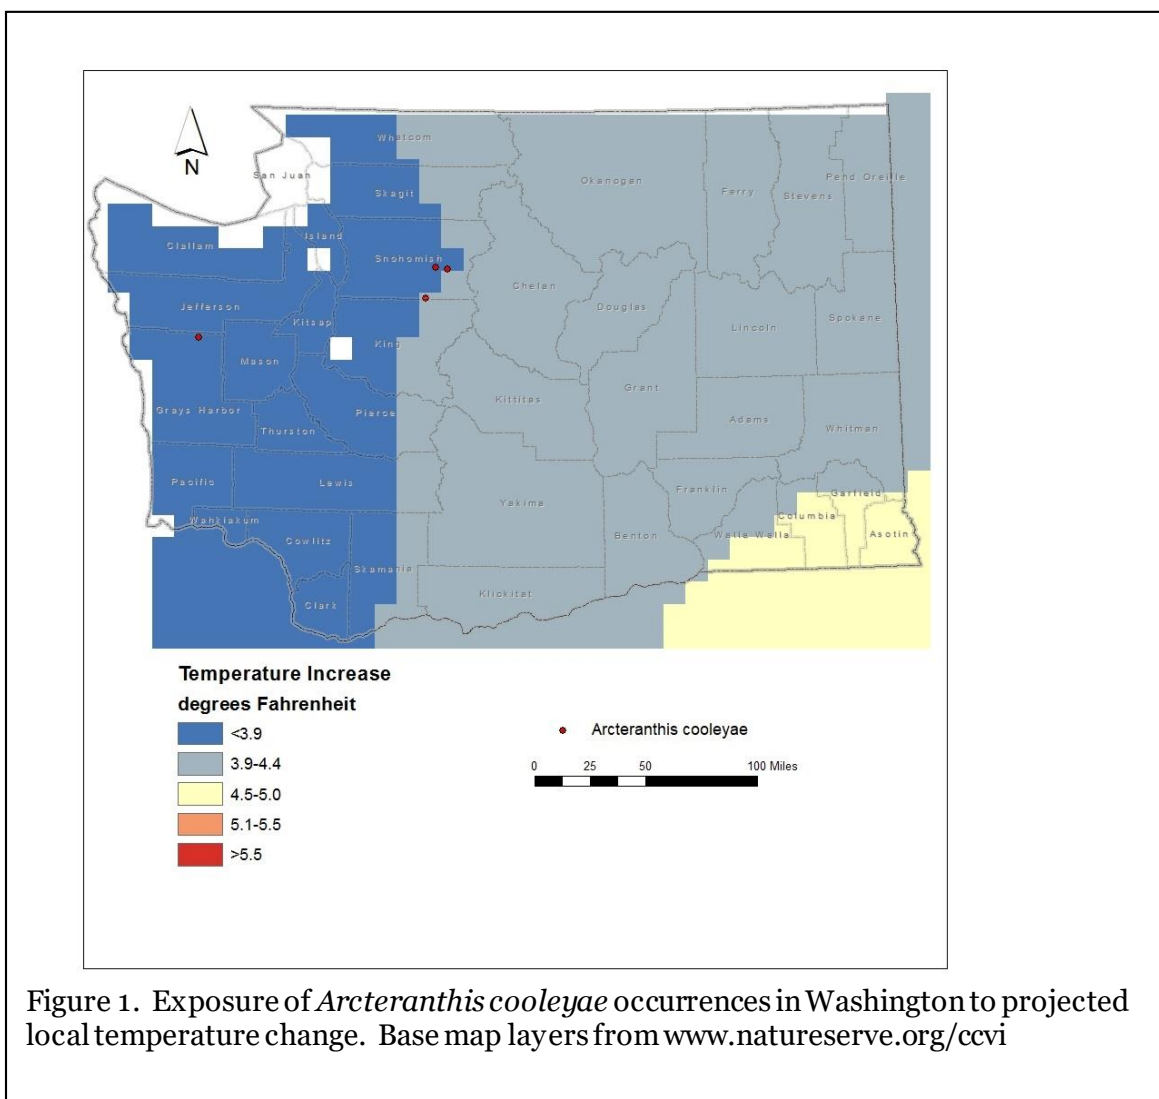 N
San Juan
Whatcom
Skagit
Okanogan
Ferry
Stevens
Pend Oreille
Clallam
Island
Snohomish
Chelan
Douglas
Jefferson
Kitsap
King
Lincoln
Spokane
Mason
Grays Harbor
Kittitas
Grant
Pierce
Thurston
Adams
Whitman
Pacific
Lewis
Yakima
Franklin
Garfield
Wahkiakum
Cowlitz
Benton
Walla Walla
Columbia
Asotin
Skamania
Klickitat
Clark
Temperature Increase
degrees Fahrenheit
<3.9
3.9-4.4
4.5-5.0
5.1-5.5
>5.5
Arcteranthis cooleyae
0 25 50 100 Miles
Figure 1. Exposure of Arcteranthis cooleyae occurrences in Washington to projected
local temperature change. Base map layers from www.natureserve.org/ccvi